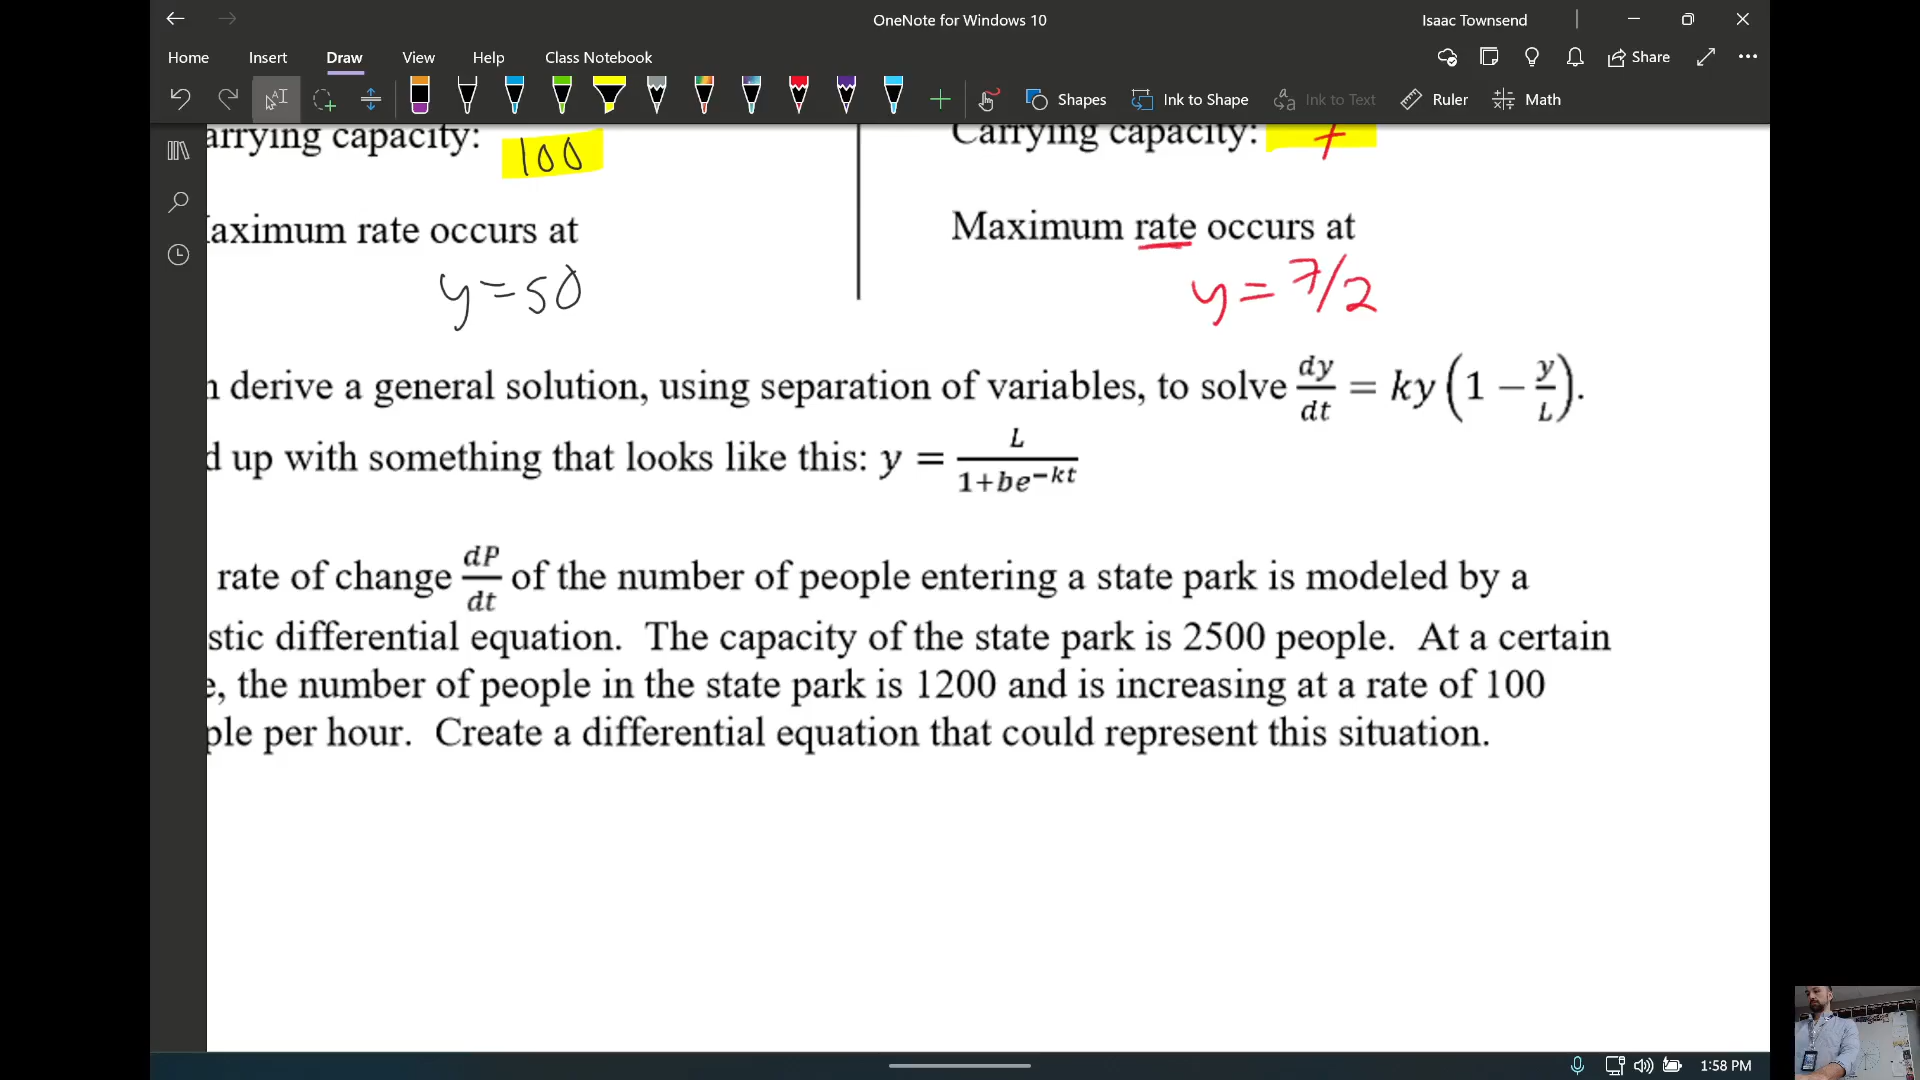 OneNote for Windows 10
Isaac Townsend
Home Insert Draw View Help Class Notebook
Share
Shapes Ink to Shape Ink to Text Ruler Math
arrying capacity: 100
Carrying capacity: 7
aximum rate occurs at
y = 50
Maximum rate occurs at
y = 7/2
n derive a general solution, using separation of variables, to solve dy/dt = ky(1 − y/L).
d up with something that looks like this: y = L/(1+be^−kt)
rate of change dP/dt of the number of people entering a state park is modeled by a
stic differential equation. The capacity of the state park is 2500 people. At a certain
e, the number of people in the state park is 1200 and is increasing at a rate of 100
ple per hour. Create a differential equation that could represent this situation.
1:58 PM